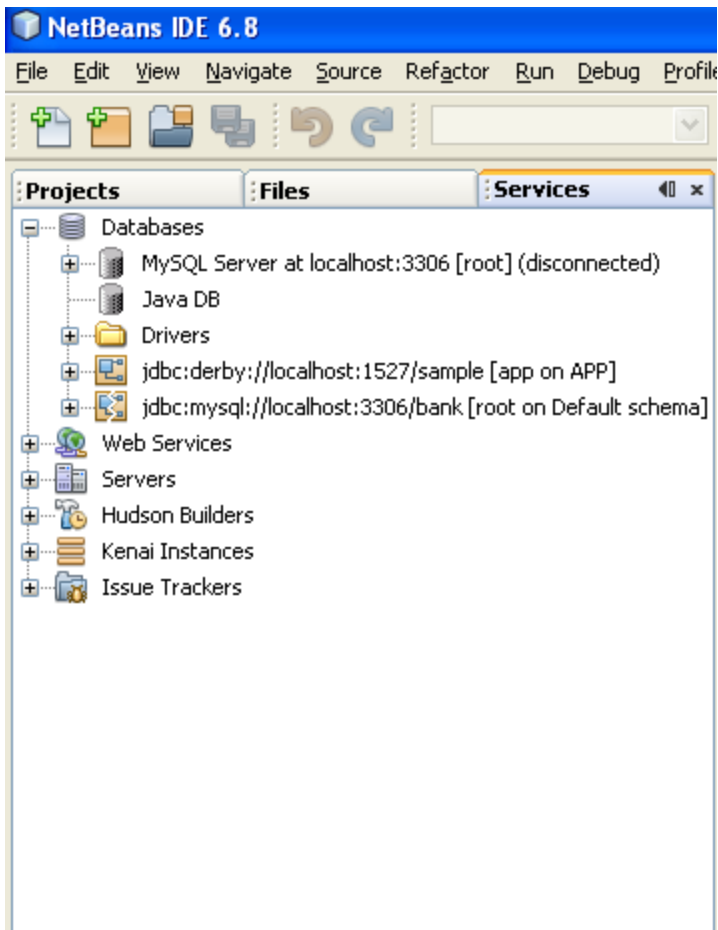 NetBeans IDE 6.8
File Edit View Navigate Source Refactor Run Debug Profile
Projects Files Services
Databases
MySQL Server at localhost:3306 [root] (disconnected)
Java DB
Drivers
jdbc:derby://localhost:1527/sample [app on APP]
jdbc:mysql://localhost:3306/bank [root on Default schema]
Web Services
Servers
Hudson Builders
Kenai Instances
Issue Trackers